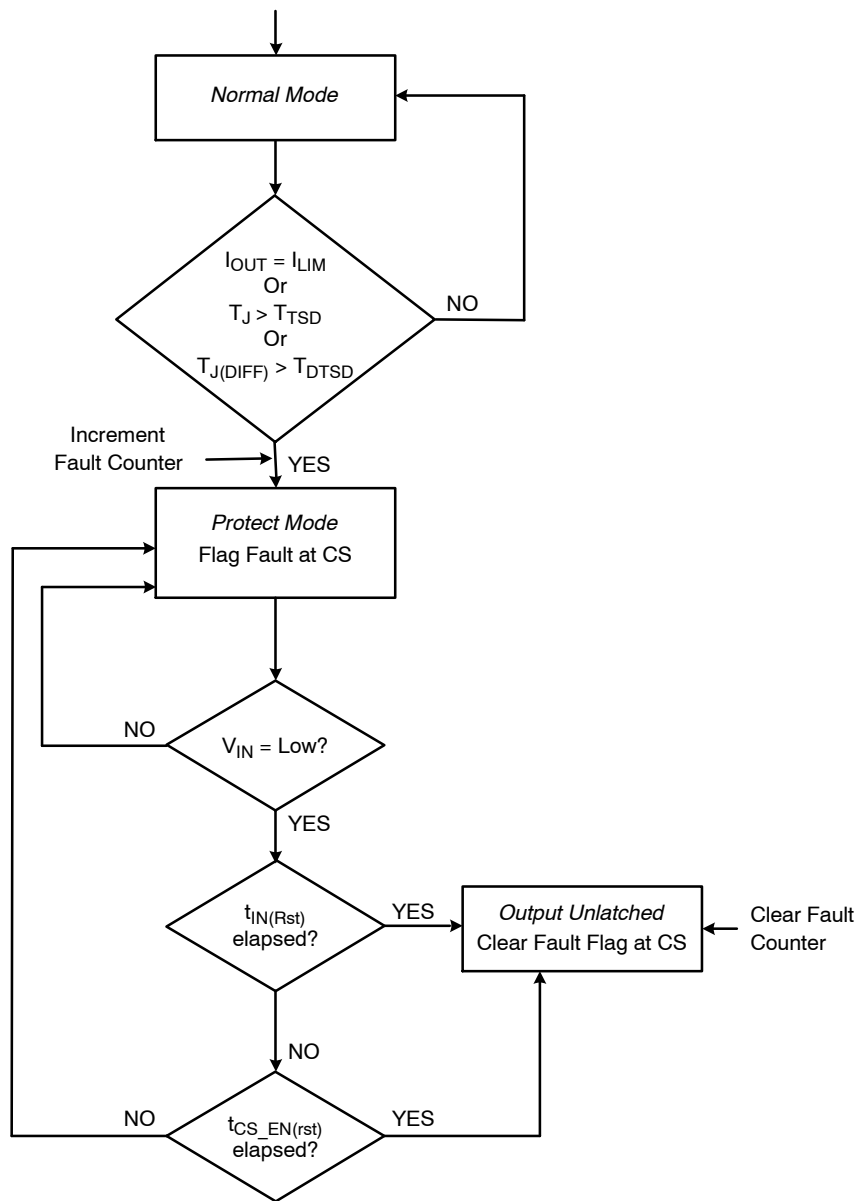 Normal Mode
I_OUT = I_LIM
Or
T_J > T_TSD
Or
T_J(DIFF) > T_DTSD
NO
Increment
Fault Counter
YES
Protect Mode
Flag Fault at CS
NO
V_IN = Low?
YES
t_IN(Rst)
elapsed?
YES
Output Unlatched
Clear Fault Flag at CS
Clear Fault
Counter
NO
NO
t_CS_EN(rst)
elapsed?
YES